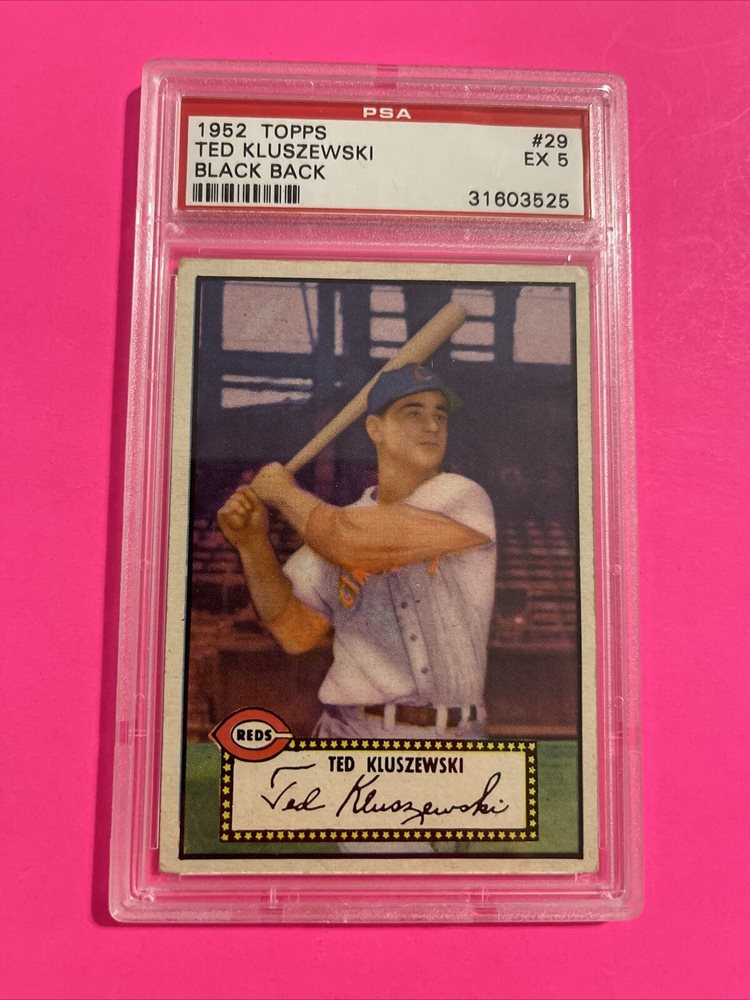 PSA
1952 TOPPS #29
TED KLUSZEWSKI EX 5
BLACK BACK
31603525
REDS
TED KLUSZEWSKI
Ted Kluszewski